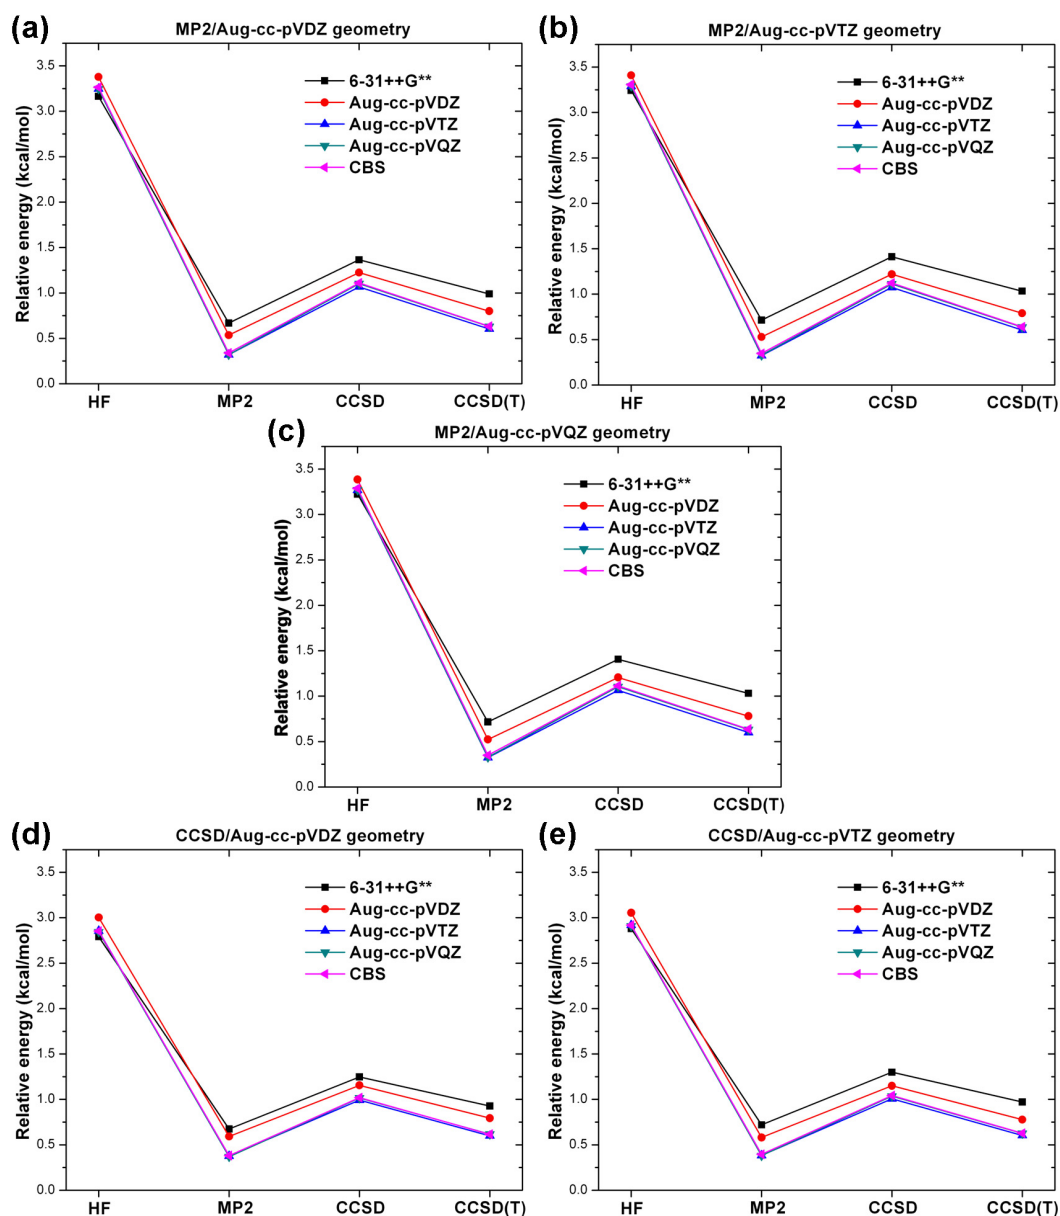 (a)
MP2/Aug-cc-pVDZ geometry
Relative energy (kcal/mol)
3.5
3.0
2.5
2.0
1.5
1.0
0.5
0.0
6-31++G**
Aug-cc-pVDZ
Aug-cc-pVTZ
Aug-cc-pVQZ
CBS
HF MP2 CCSD CCSD(T)
(b)
MP2/Aug-cc-pVTZ geometry
Relative energy (kcal/mol)
3.5
3.0
2.5
2.0
1.5
1.0
0.5
0.0
6-31++G**
Aug-cc-pVDZ
Aug-cc-pVTZ
Aug-cc-pVQZ
CBS
HF MP2 CCSD CCSD(T)
(c)
MP2/Aug-cc-pVQZ geometry
Relative energy (kcal/mol)
3.5
3.0
2.5
2.0
1.5
1.0
0.5
0.0
6-31++G**
Aug-cc-pVDZ
Aug-cc-pVTZ
Aug-cc-pVQZ
CBS
HF MP2 CCSD CCSD(T)
(d)
CCSD/Aug-cc-pVDZ geometry
Relative energy (kcal/mol)
3.5
3.0
2.5
2.0
1.5
1.0
0.5
0.0
6-31++G**
Aug-cc-pVDZ
Aug-cc-pVTZ
Aug-cc-pVQZ
CBS
HF MP2 CCSD CCSD(T)
(e)
CCSD/Aug-cc-pVTZ geometry
Relative energy (kcal/mol)
3.5
3.0
2.5
2.0
1.5
1.0
0.5
0.0
6-31++G**
Aug-cc-pVDZ
Aug-cc-pVTZ
Aug-cc-pVQZ
CBS
HF MP2 CCSD CCSD(T)